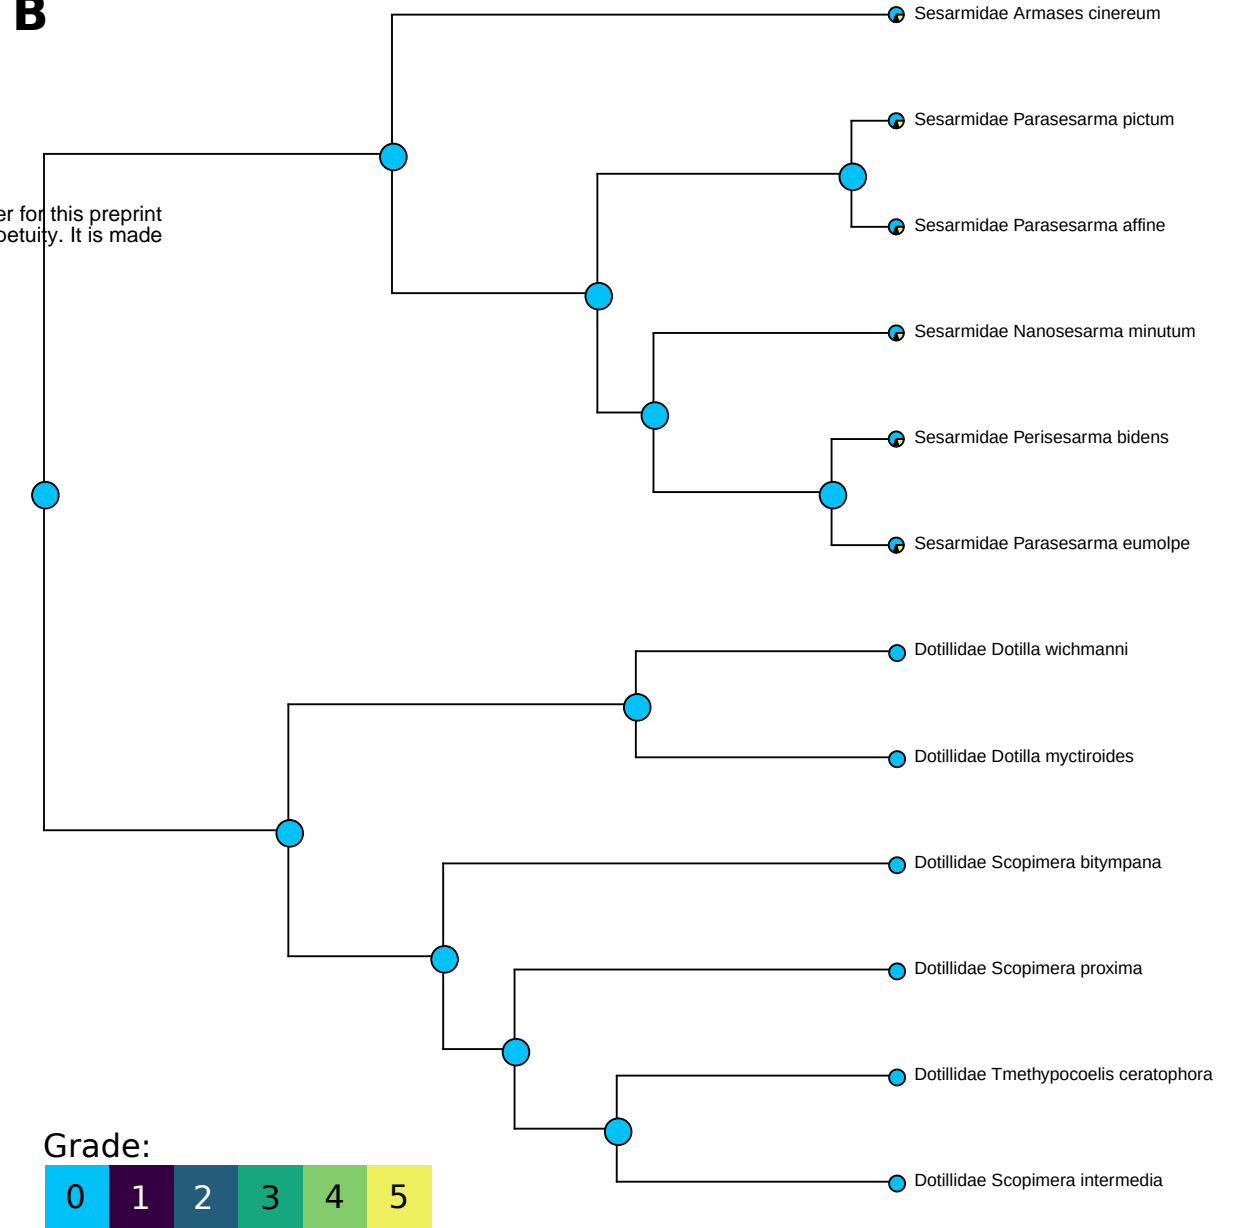 B
Sesarmidae Armases cinereum
Sesarmidae Parasesarma pictum
er for this preprint
Sesarmidae Parasesarma affine
petuity. It is made
Sesarmidae Nanosesarma minutum
Sesarmidae Perisesarma bidens
Sesarmidae Parasesarma eumolpe
Dotillidae Dotilla wichmanni
Dotillidae Dotilla myctiroides
Dotillidae Scopimera bitympana
Dotillidae Scopimera proxima
Dotillidae Tmethypocoelis ceratophora
Grade:
Dotillidae Scopimera intermedia
0 1 2 3 4 5